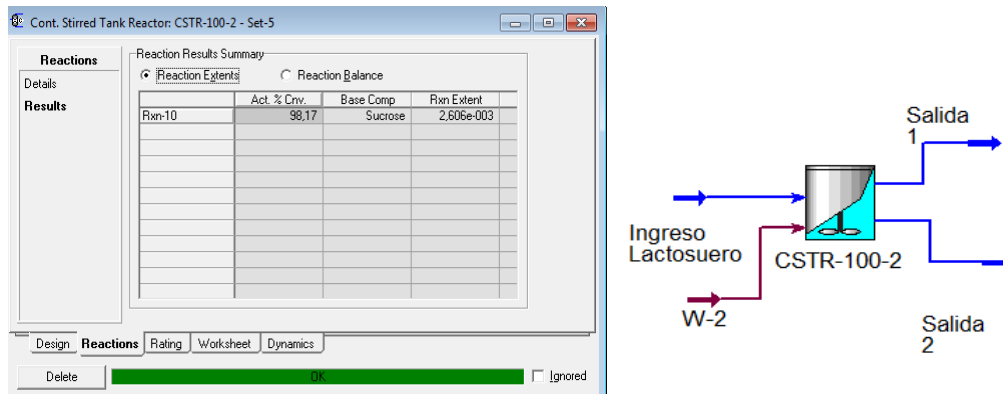 Cont. Stirred Tank Reactor: CSTR-100-2 - Set-5
Reactions
Details
Results
Reaction Results Summary
Reaction Extents Reaction Balance
Act. % Cnv. Base Comp Rxn Extent
Rxn-10 98,17 Sucrose 2,606e-003
Design Reactions Rating Worksheet Dynamics
Delete OK Ignored
Salida
1
Ingreso
Lactosuero
CSTR-100-2
W-2
Salida
2